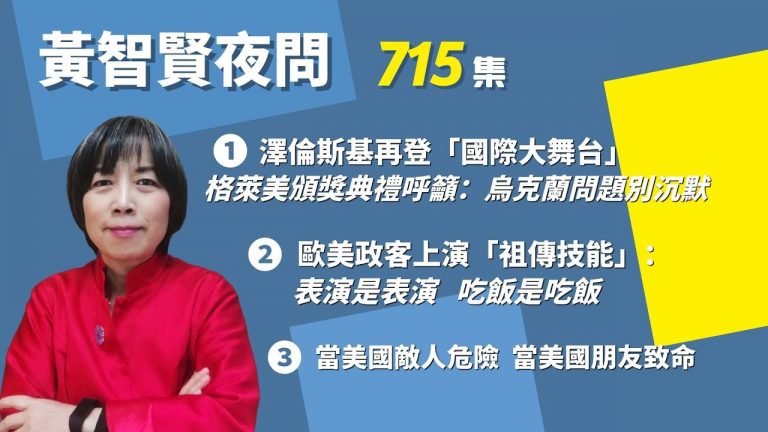 黃智賢夜問 715集
1 澤倫斯基再登「國際大舞台」
格萊美頒獎典禮呼籲：烏克蘭問題別沉默
2 歐美政客上演「祖傳技能」：
表演是表演 吃飯是吃飯
3 當美國敵人危險 當美國朋友致命